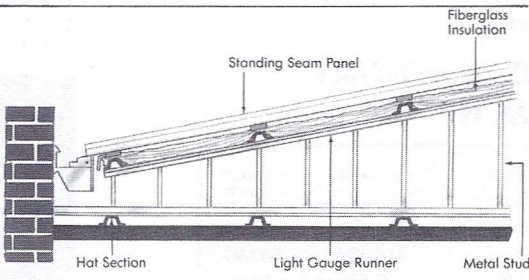 Fiberglass
Insulation
Standing Seam Panel
Hat Section
Light Gauge Runner
Metal Stud